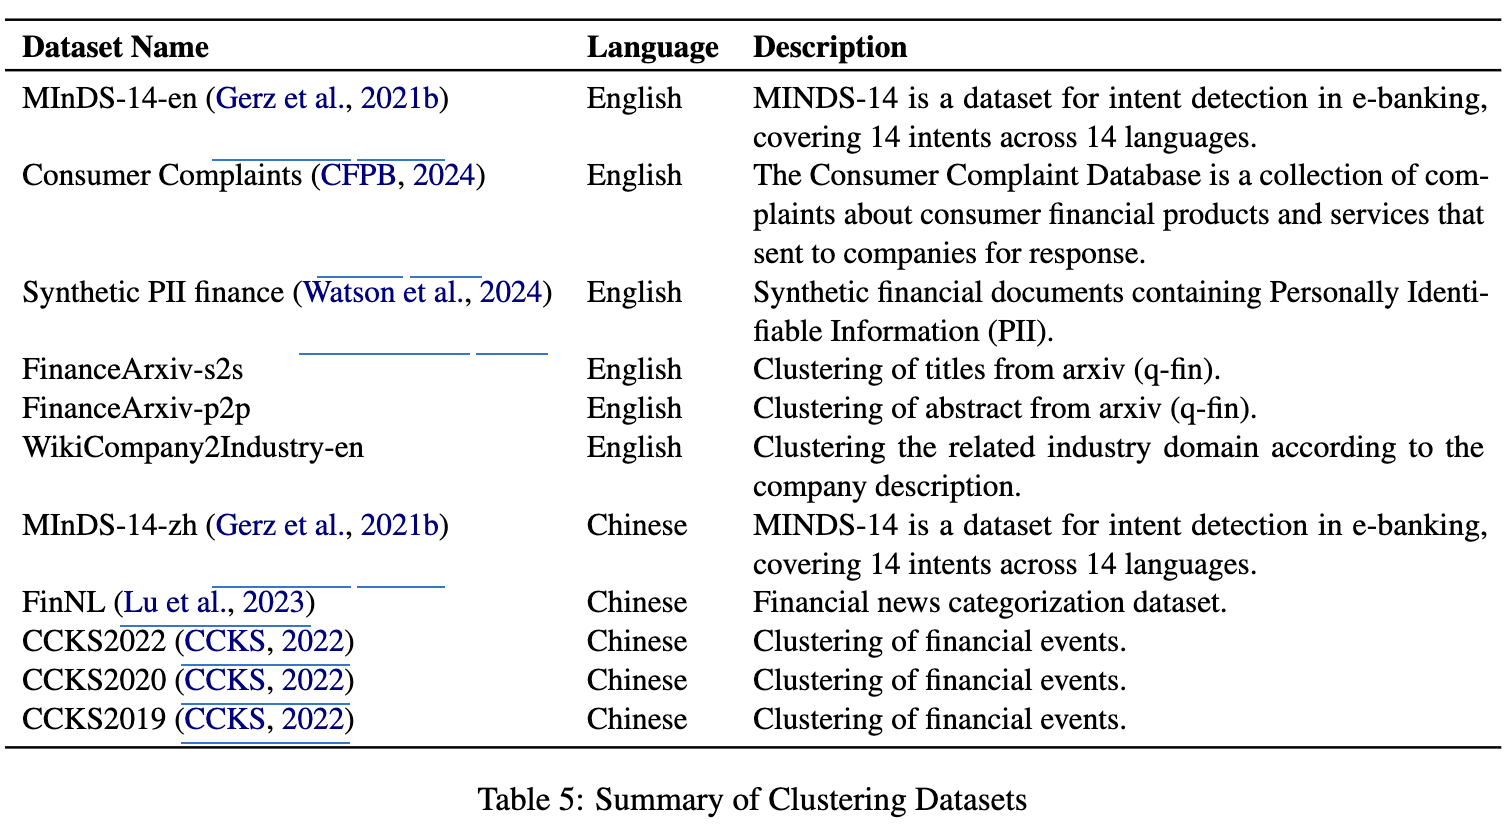 Dataset Name Language Description
MInDS-14-en (Gerz et al., 2021b) English MINDS-14 is a dataset for intent detection in e-banking,
covering 14 intents across 14 languages.
Consumer Complaints (CFPB, 2024) English The Consumer Complaint Database is a collection of com-
plaints about consumer financial products and services that
sent to companies for response.
Synthetic PII finance (Watson et al., 2024) English Synthetic financial documents containing Personally Identi-
fiable Information (PII).
FinanceArxiv-s2s English Clustering of titles from arxiv (q-fin).
FinanceArxiv-p2p English Clustering of abstract from arxiv (q-fin).
WikiCompany2Industry-en English Clustering the related industry domain according to the
company description.
MInDS-14-zh (Gerz et al., 2021b) Chinese MINDS-14 is a dataset for intent detection in e-banking,
covering 14 intents across 14 languages.
FinNL (Lu et al., 2023) Chinese Financial news categorization dataset.
CCKS2022 (CCKS, 2022) Chinese Clustering of financial events.
CCKS2020 (CCKS, 2022) Chinese Clustering of financial events.
CCKS2019 (CCKS, 2022) Chinese Clustering of financial events.
Table 5: Summary of Clustering Datasets